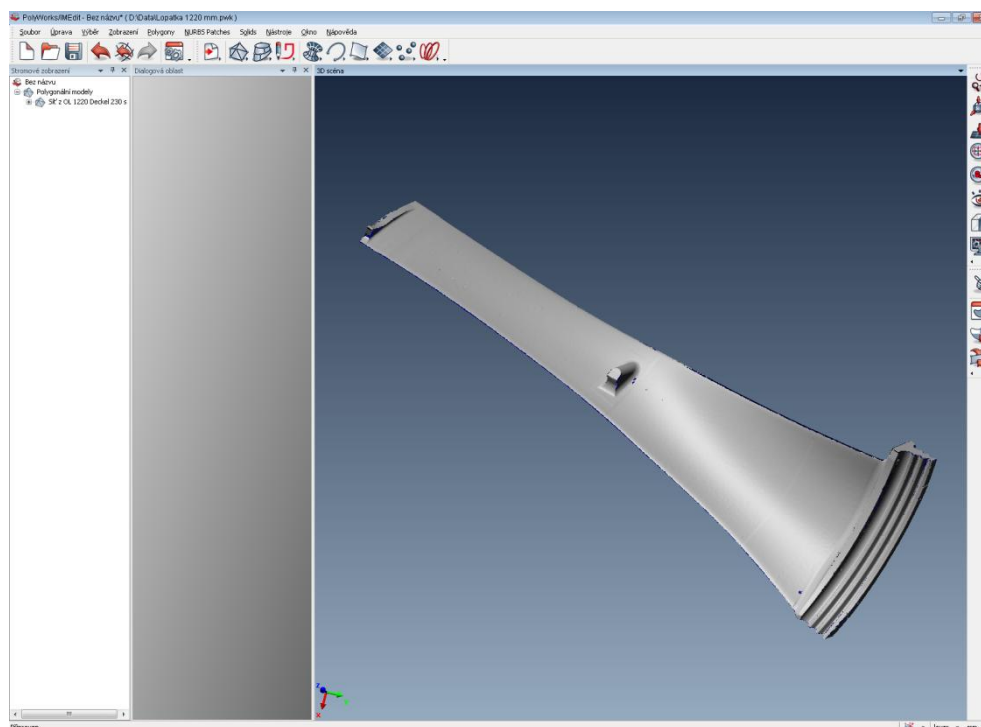 PolyWorks/IMEdit - Bez názvu* ( D:\Data\Lopatka 1220 mm.pwk )
Soubor Úprava Výběr Zobrazení Polygony NURBS Patches Solids Nástroje Okno Nápověda
Stromové zobrazení Dialogová oblast 3D scéna
Bez názvu
Polygonální modely
Síť z OL 1220 Deckel 230 s
z
x